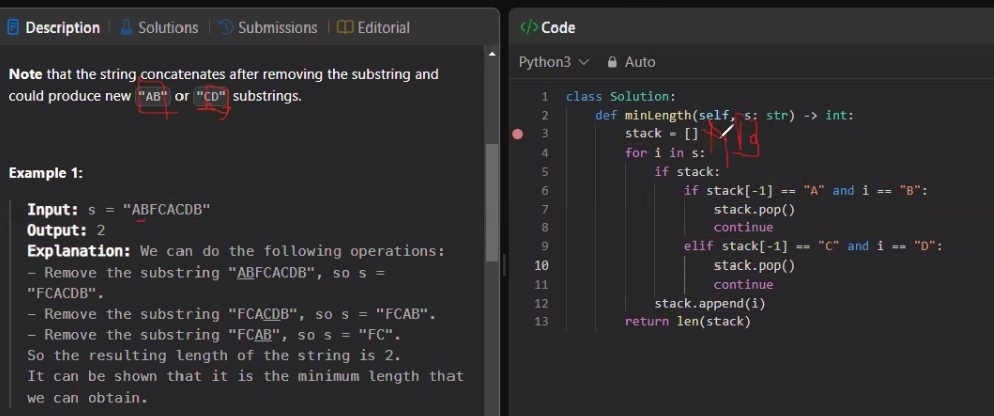 Description Solutions Submissions Editorial
Note that the string concatenates after removing the substring and
could produce new "AB" or "CD" substrings.
Example 1:
Input: s = "ABFCACDB"
Output: 2
Explanation: We can do the following operations:
- Remove the substring "ABFCACDB", so s =
"FCACDB".
- Remove the substring "FCACDB", so s = "FCAB".
- Remove the substring "FCAB", so s = "FC".
So the resulting length of the string is 2.
It can be shown that it is the minimum length that
we can obtain.
</> Code
Python3 Auto
1 class Solution:
2 def minLength(self, s: str) -> int:
3 stack = []
4 for i in s:
5 if stack:
6 if stack[-1] == "A" and i == "B":
7 stack.pop()
8 continue
9 elif stack[-1] == "C" and i == "D":
10 stack.pop()
11 continue
12 stack.append(i)
13 return len(stack)